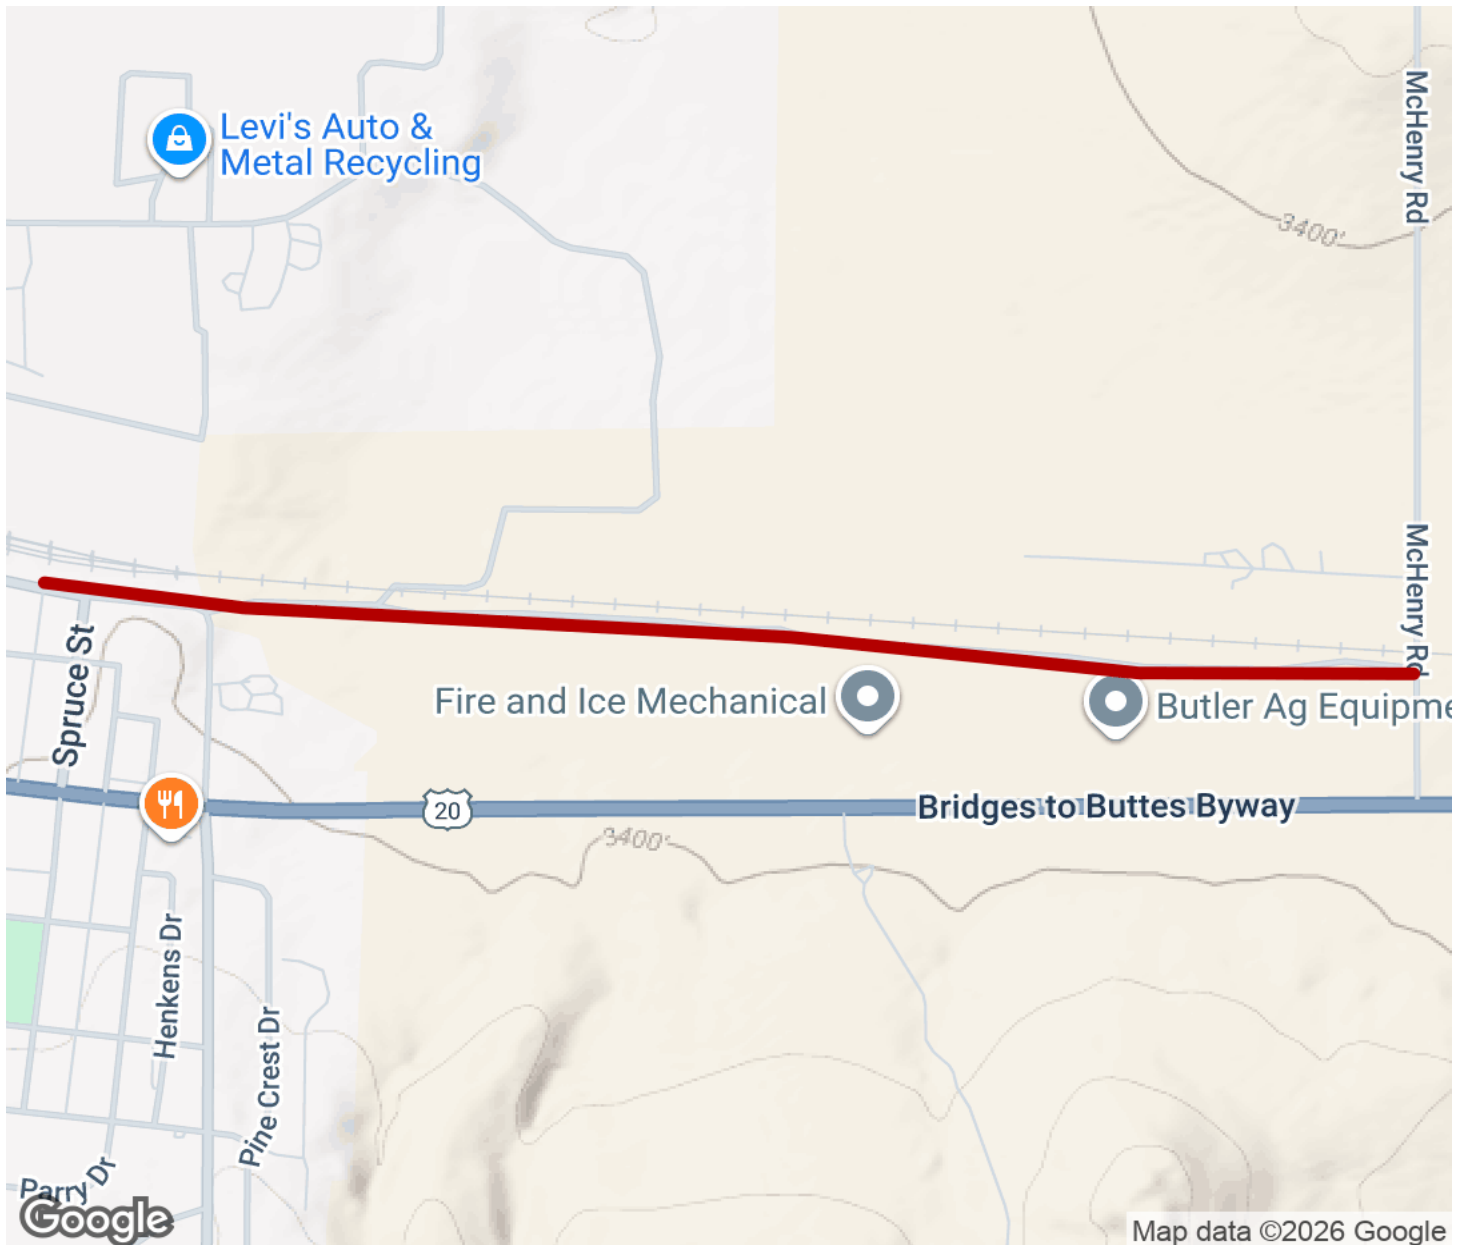 Levi's Auto &
Metal Recycling
McHenry Rd
3400'
McHenry Rd
Spruce St
Fire and Ice Mechanical
Butler Ag Equipme
20
Bridges to Buttes Byway
3400'
Henkens Dr
Pine Crest Dr
Parry Dr
Google
Map data ©2026 Google